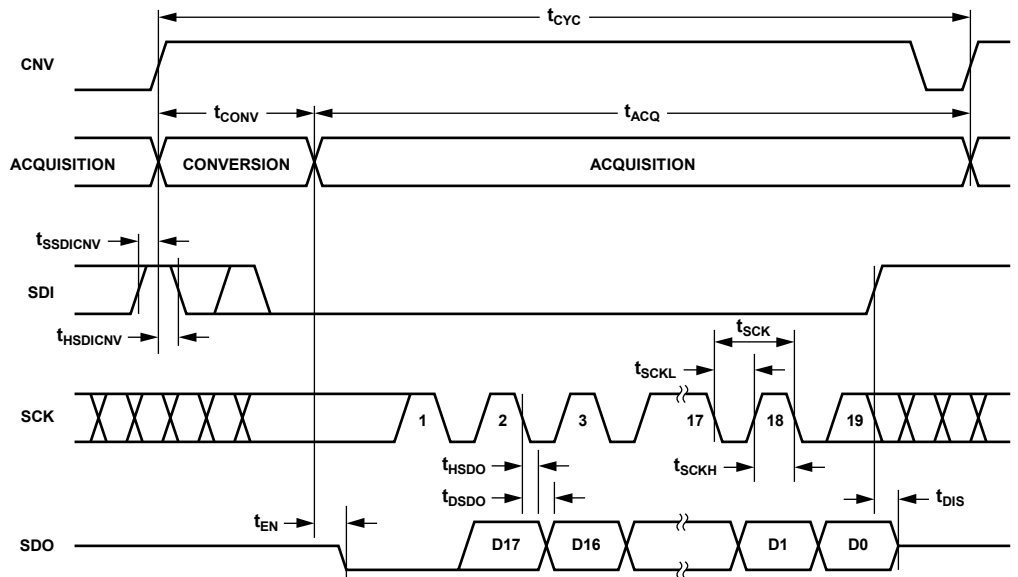 tCYC
CNV
tCONV
tACQ
ACQUISITION
CONVERSION
ACQUISITION
tSSDICNV
SDI
tHSDICNV
tSCK
tSCKL
SCK
1
2
3
17
18
19
tHSDO
tSCKH
tDSDO
tDIS
tEN
SDO
D17
D16
D1
D0